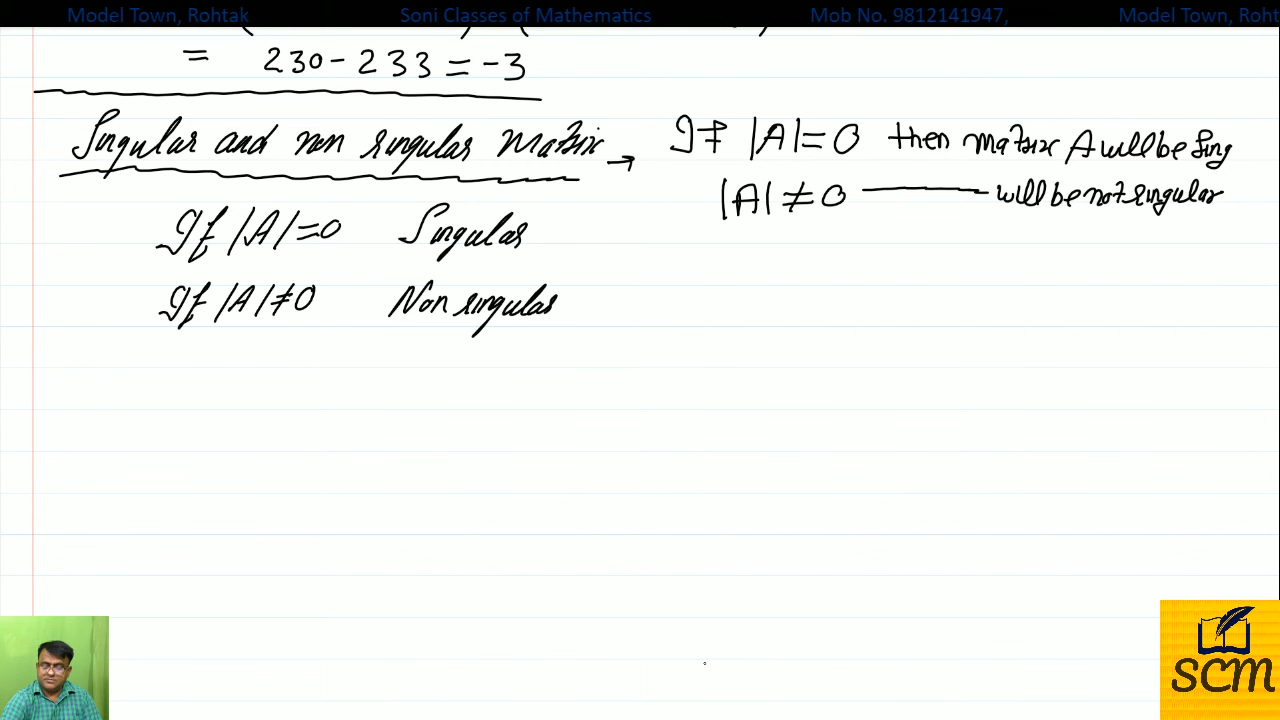 Model Town, Rohtak Soni Classes of Mathematics Mob No. 9812141947, Model Town, Roht
= 230 - 233 = -3
Singular and non singular Matrix →
If |A| = 0 then matrix A will be Sing
|A| ≠ 0 ——— will be not singular
If |A| = 0 Singular
If |A| ≠ 0 Non singular
SCM